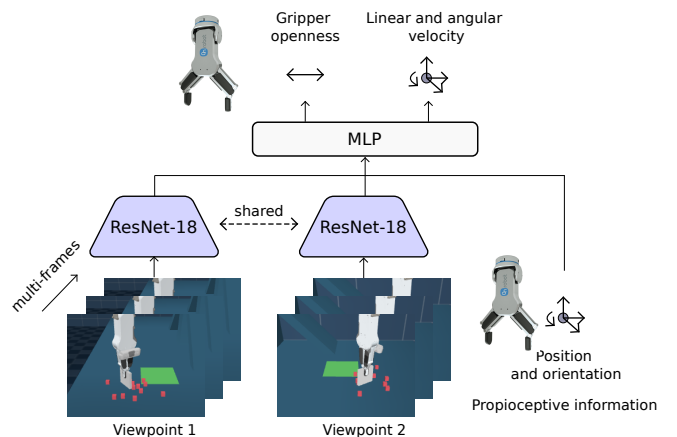 Gripper
openness
Linear and angular
velocity
MLP
ResNet-18
shared
ResNet-18
multi-frames
Position
and orientation
Propioceptive information
Viewpoint 1
Viewpoint 2